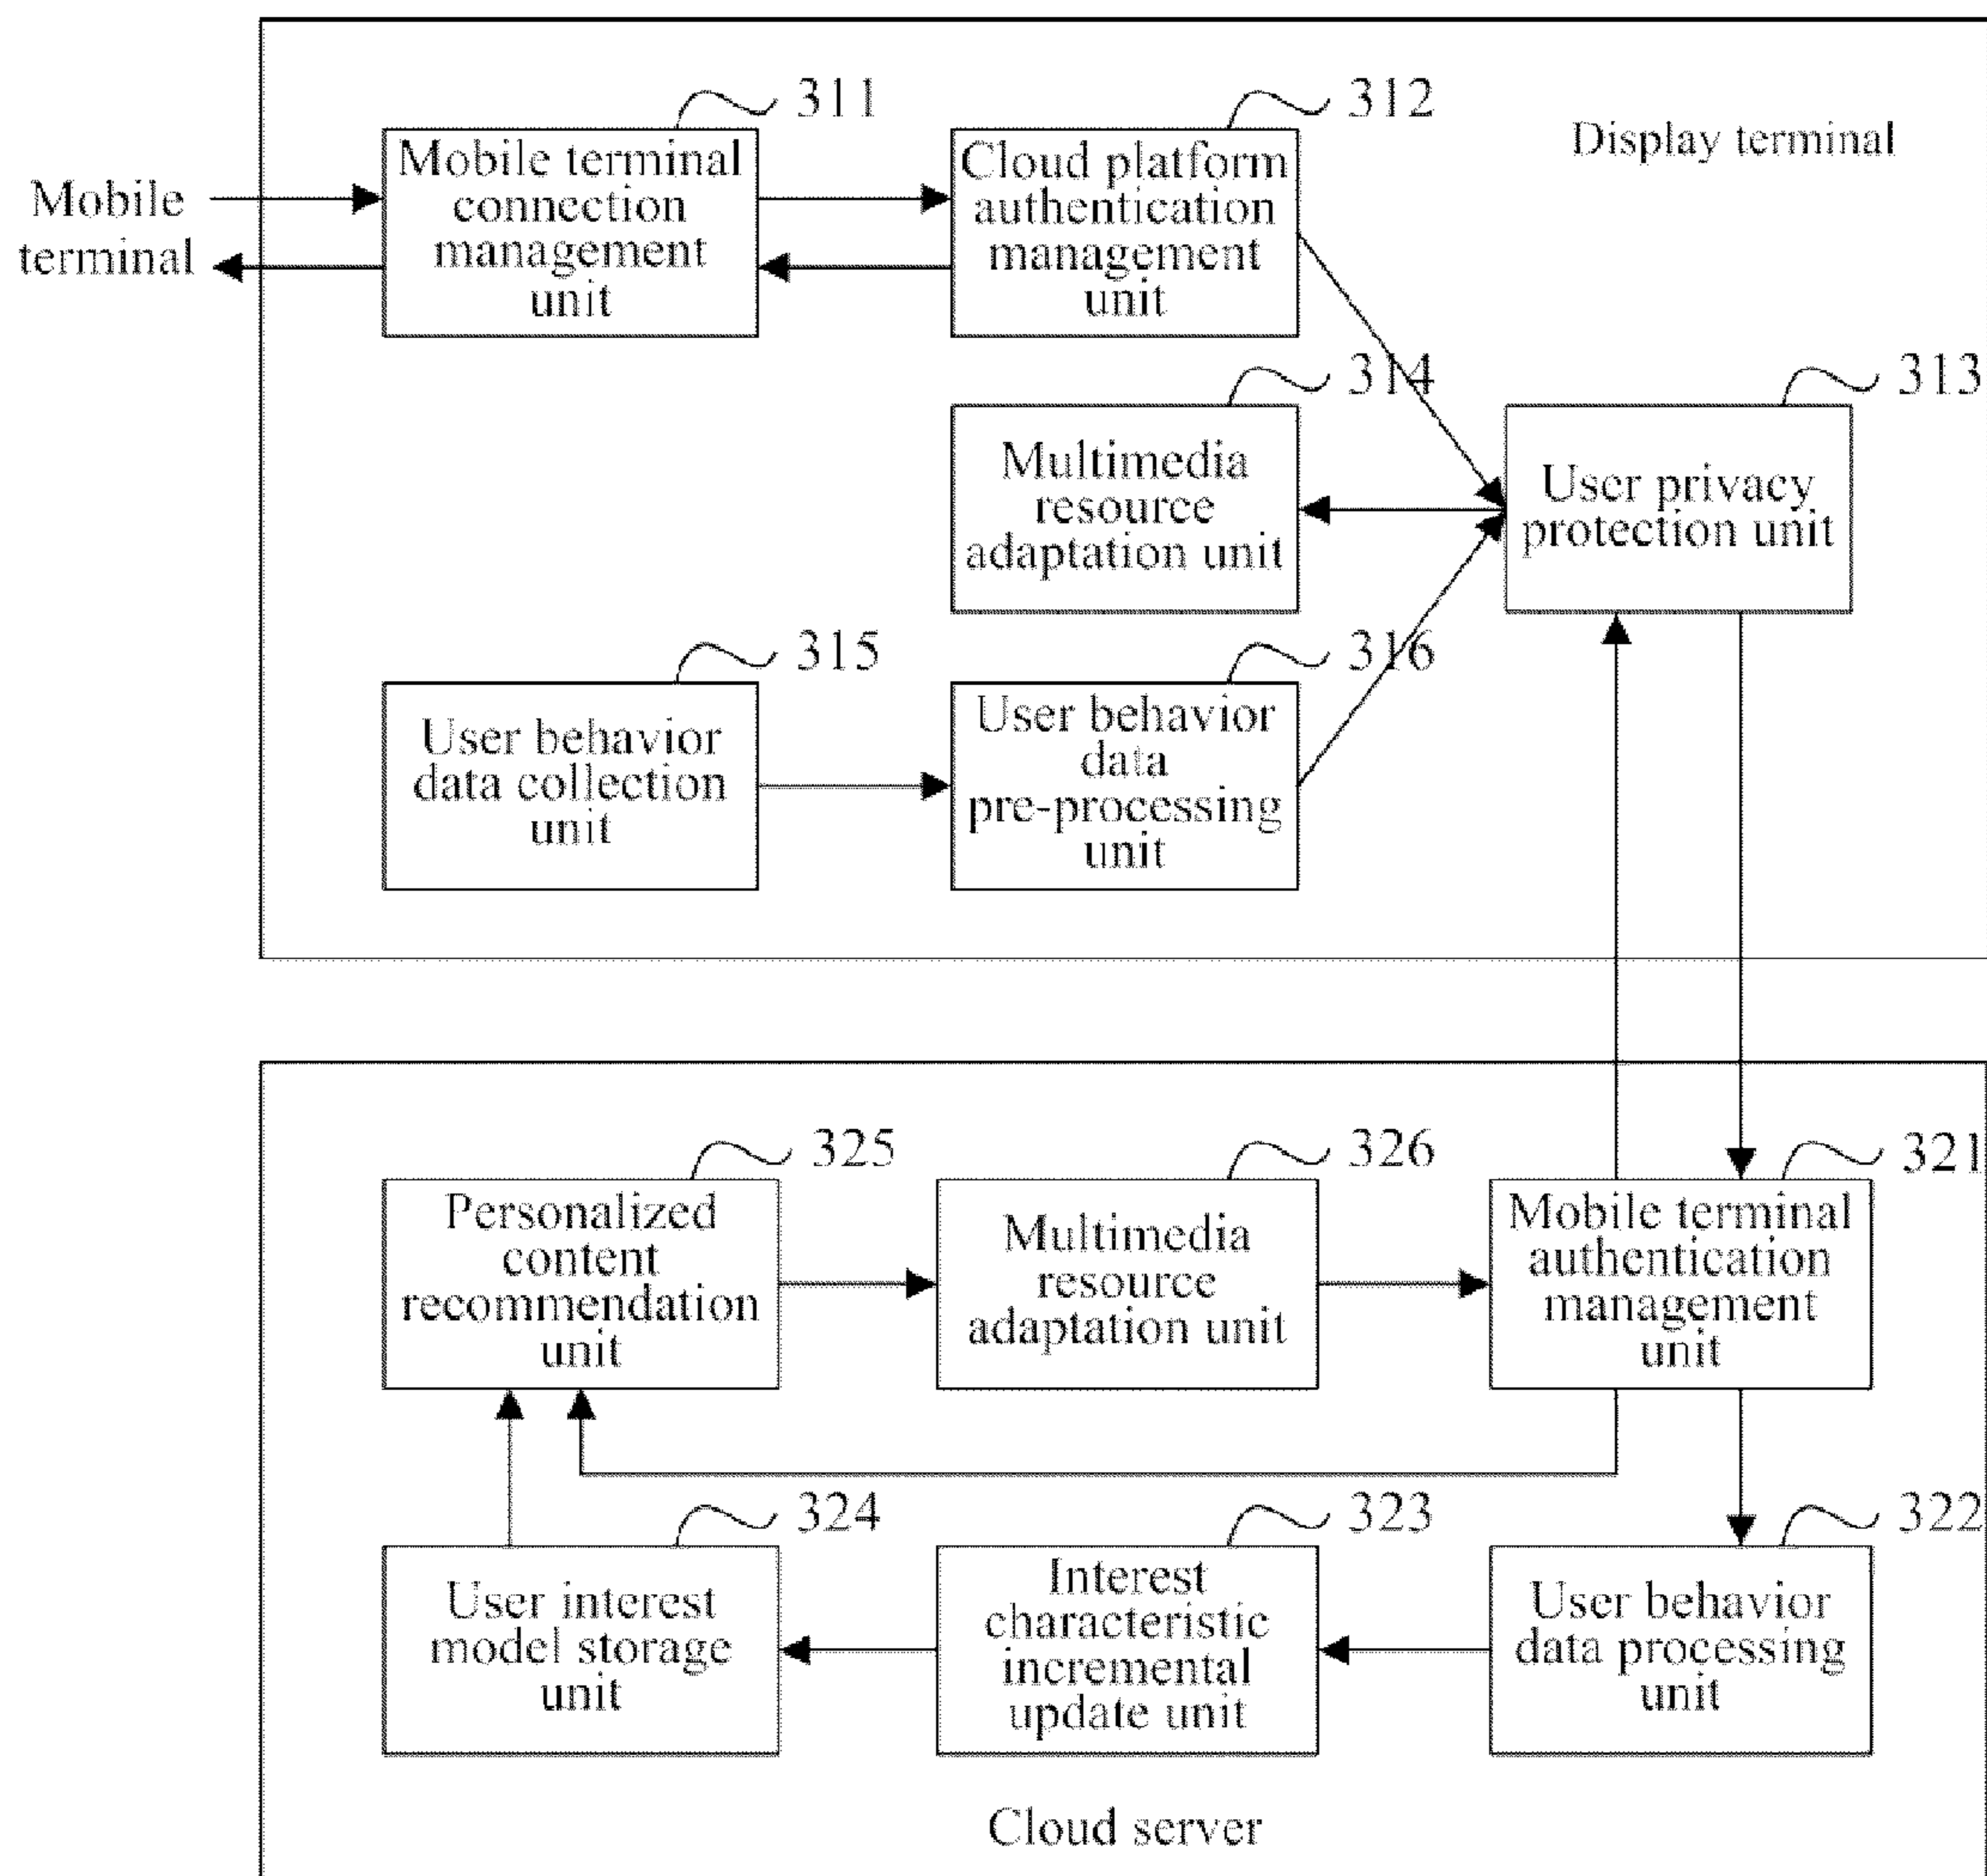 311
312
Display terminal
Mobile
terminal
Mobile terminal
connection
management
unit
Cloud platform
authentication
management
unit
314
313
Multimedia
resource
adaptation unit
User privacy
protection unit
315
316
User behavior
data collection
unit
User behavior
data
pre-processing
unit
325
326
321
Personalized
content
recommendation
unit
Multimedia
resource
adaptation unit
Mobile terminal
authentication
management
unit
324
323
322
User interest
model storage
unit
Interest
characteristic
incremental
update unit
User behavior
data processing
unit
Cloud server